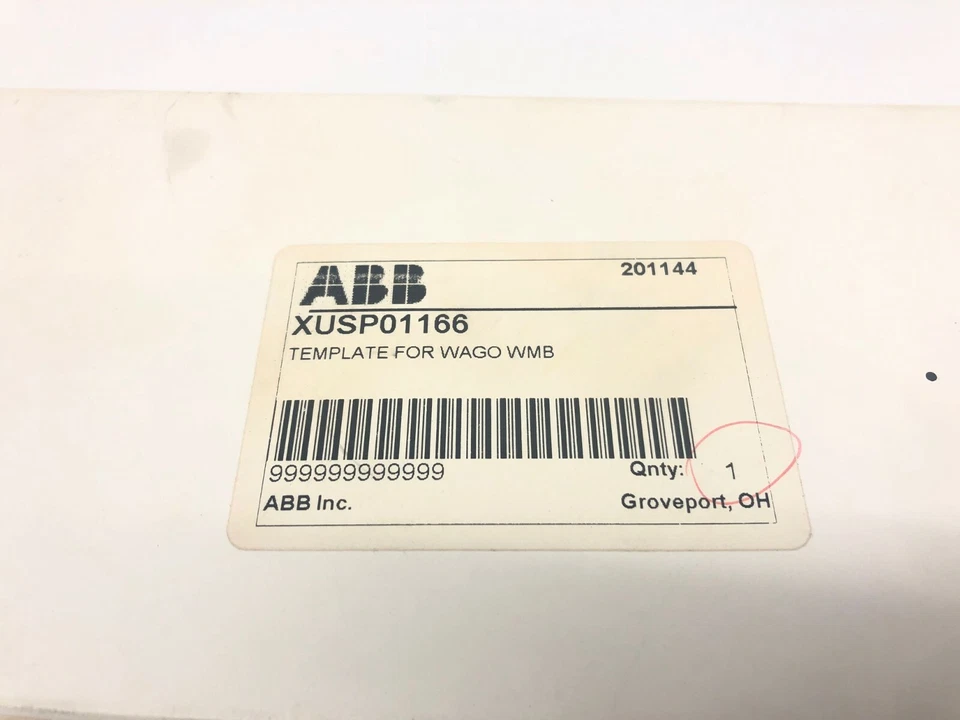 ABB
201144
XUSP01166
TEMPLATE FOR WAGO WMB
999999999999
Qnty: 1
ABB Inc.
Groveport, OH